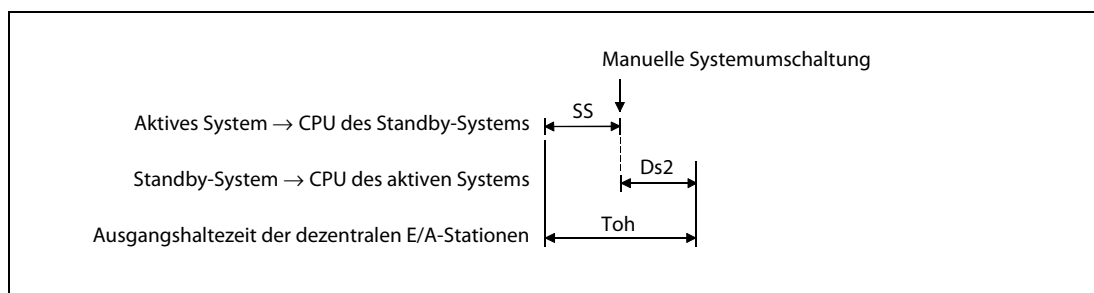 Manuelle Systemumschaltung
SS
Aktives System → CPU des Standby-Systems
Ds2
Standby-System → CPU des aktiven Systems
Toh
Ausgangshaltezeit der dezentralen E/A-Stationen